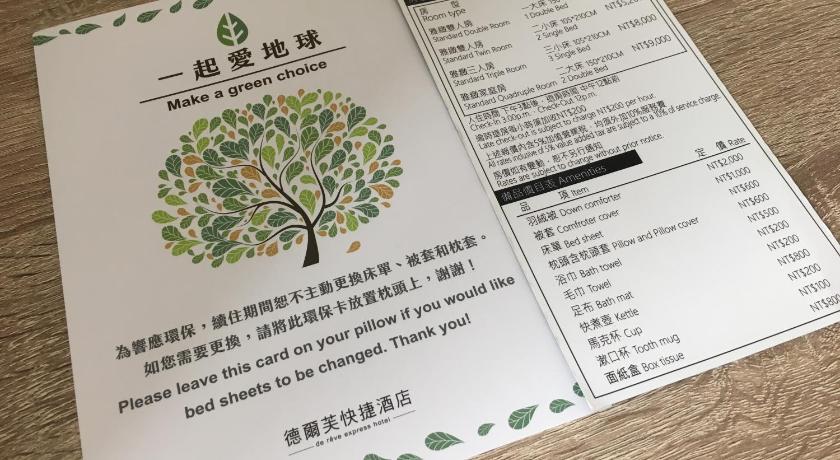 一起愛地球
Make a green choice
為響應環保，續住期間恕不主動更換床單、被套和枕套。
如您需要更換，請將此環保卡放置枕頭上，謝謝！
Please leave this card on your pillow if you would like
bed sheets to be changed. Thank you!
德爾芙快捷酒店
de rêve express hotel
房 型
Room type
一大床
1 Double Bed
雅緻雙人房
Standard Double Room
二小床 105*210CM
2 Single Bed
NT$8,000
雅緻雙人房
Standard Twin Room
三小床 105*210CM
3 Single Bed
NT$9,000
雅緻三人房
Standard Triple Room
二大床 150*210CM
2 Double Bed
雅緻家庭房
Standard Quadruple Room
入住時間 下午3點後，退房時間 中午12點前
Check-in 3:00p.m. Check-Out 12p.m.
逾時退房每小時需加收NT$200
Late check-out is subject to charge NT$200 per hour.
上述報價內含5%加值營業稅，均需外加10%服務費
All rates inclusive of 5% value added tax are subject to a 10% of service charge.
房價如有變動，恕不另行通知
Rates are subject to change without prior notice.
備品價目表 Amenities
品 項 Item 定 價 Rate
羽絨被 Down comforter NT$2,000
被套 Comfroter cover NT$1,000
床單 Bed sheet NT$600
枕頭含枕頭套 Pillow and Pillow cover NT$600
浴巾 Bath towel NT$500
毛巾 Towel NT$200
足布 Bath mat NT$200
快煮壺 Kettle NT$800
馬克杯 Cup NT$200
漱口杯 Tooth mug NT$100
面紙盒 Box tissue NT$800